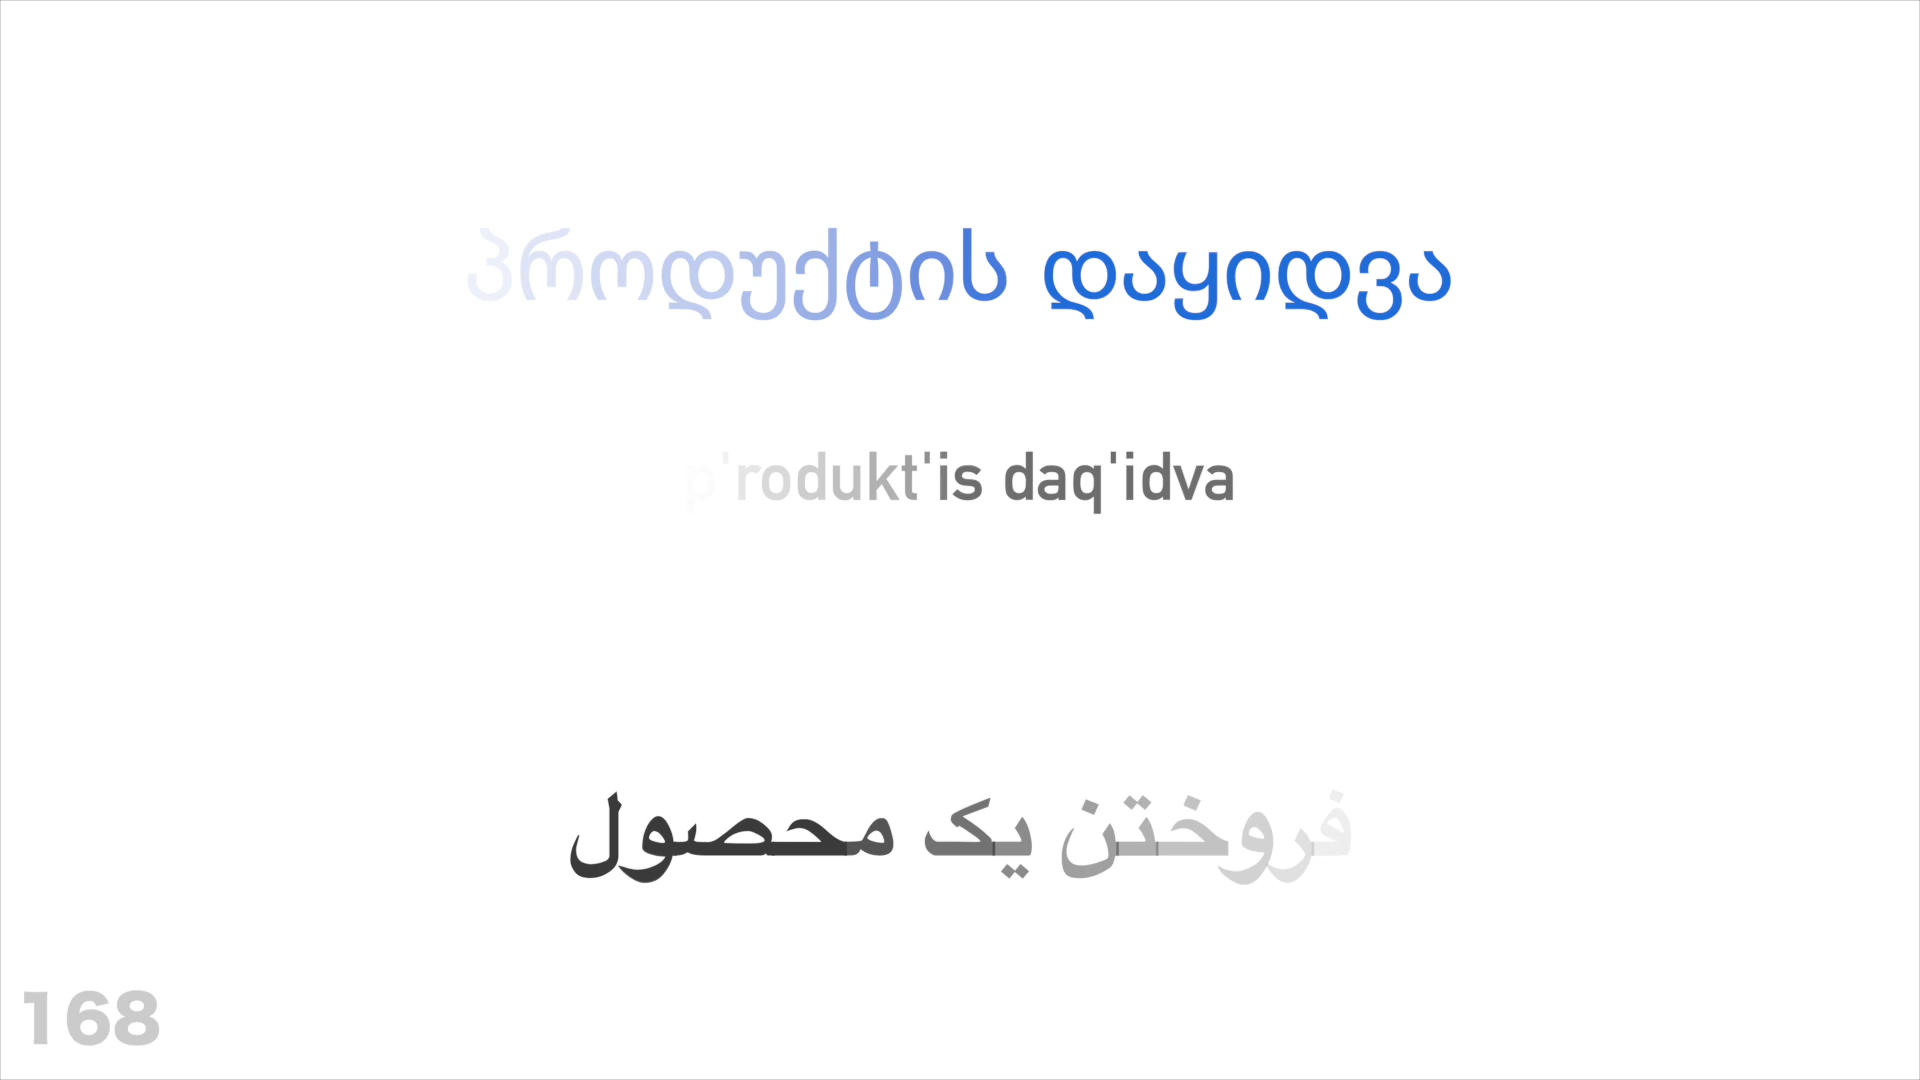 პროდუქტის დაყიდვა
p'rodukt'is daq'idva
فروختن یک محصول
168